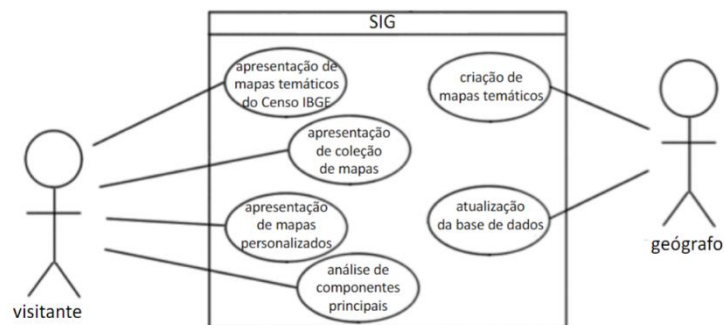 SIG
apresentação de
mapas temáticos
do Censo IBGE
criação de
mapas temáticos
apresentação
de coleção
de mapas
apresentação
de mapas
personalizados
atualização
da base de dados
análise de
componentes
principais
visitante
geógrafo